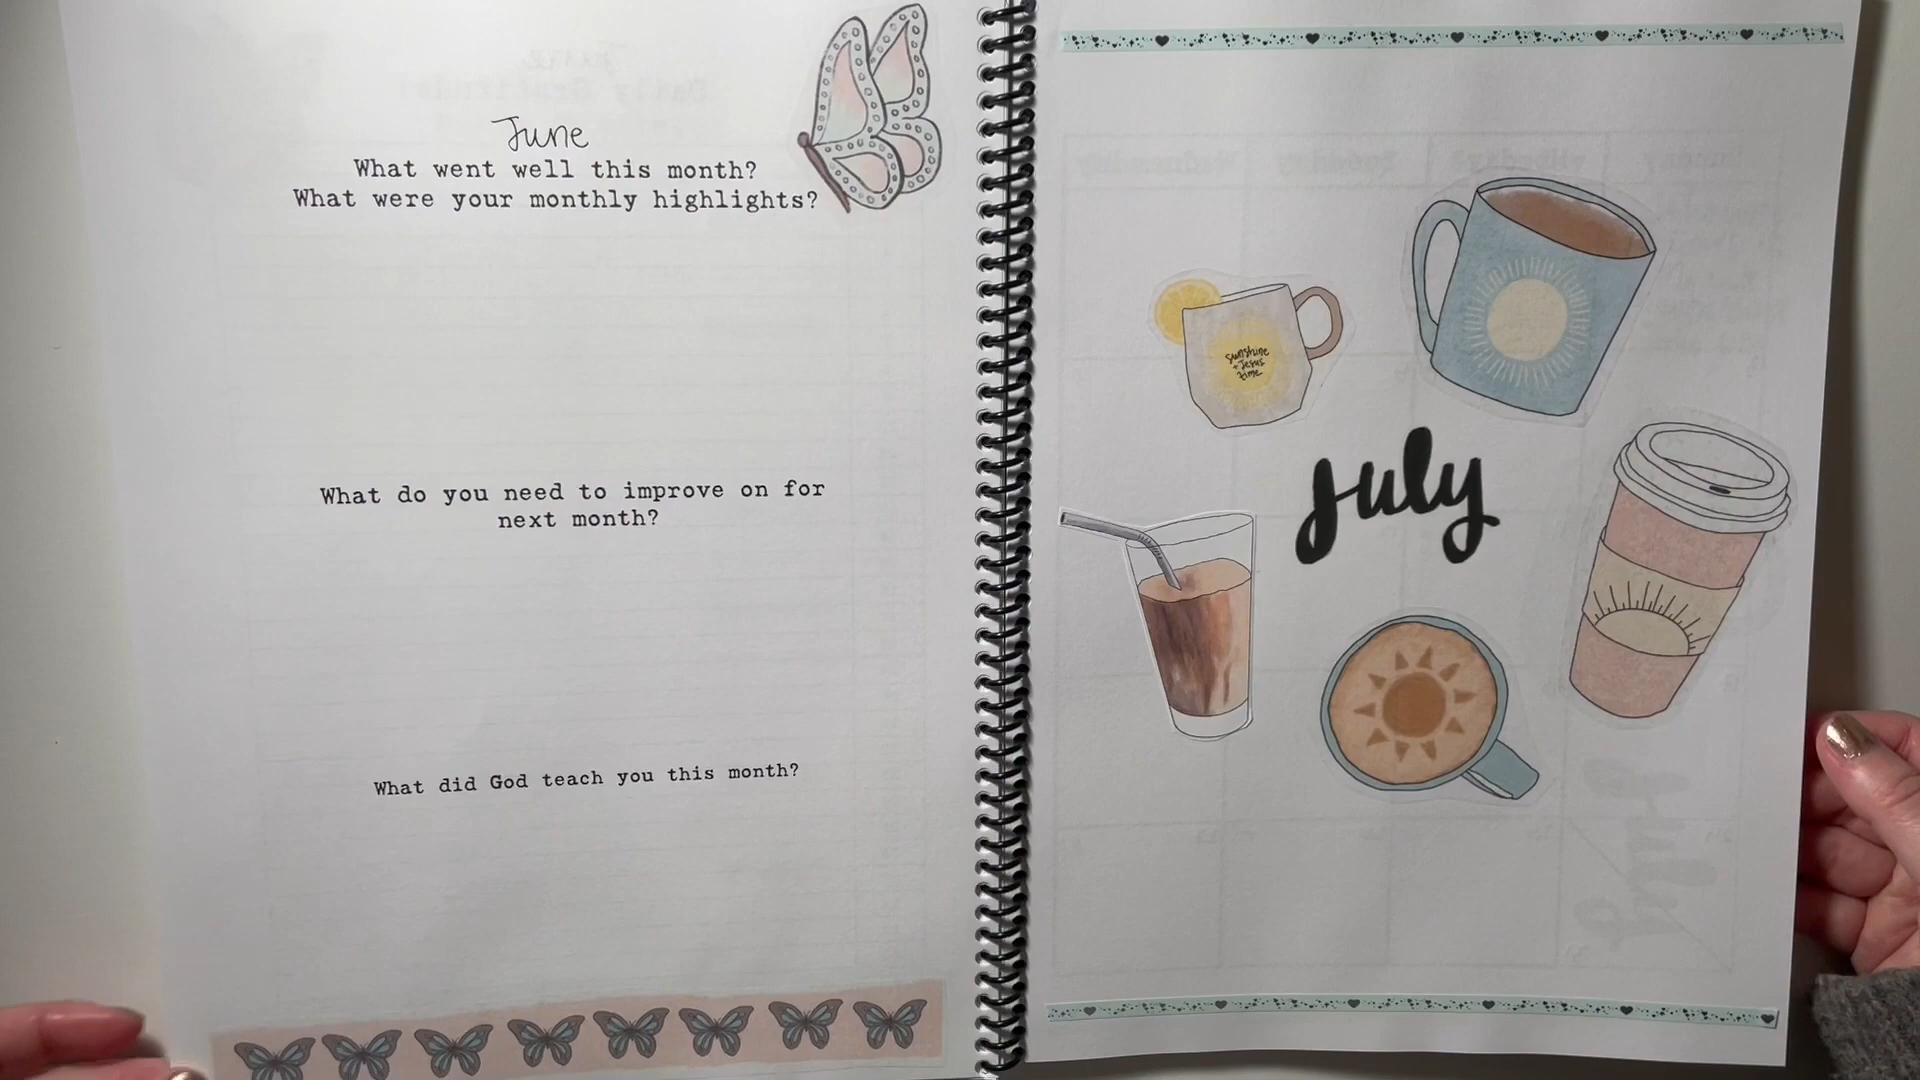 June
What went well this month?
What were your monthly highlights?
What do you need to improve on for
next month?
What did God teach you this month?
sunshine
+ Jesus
time
July